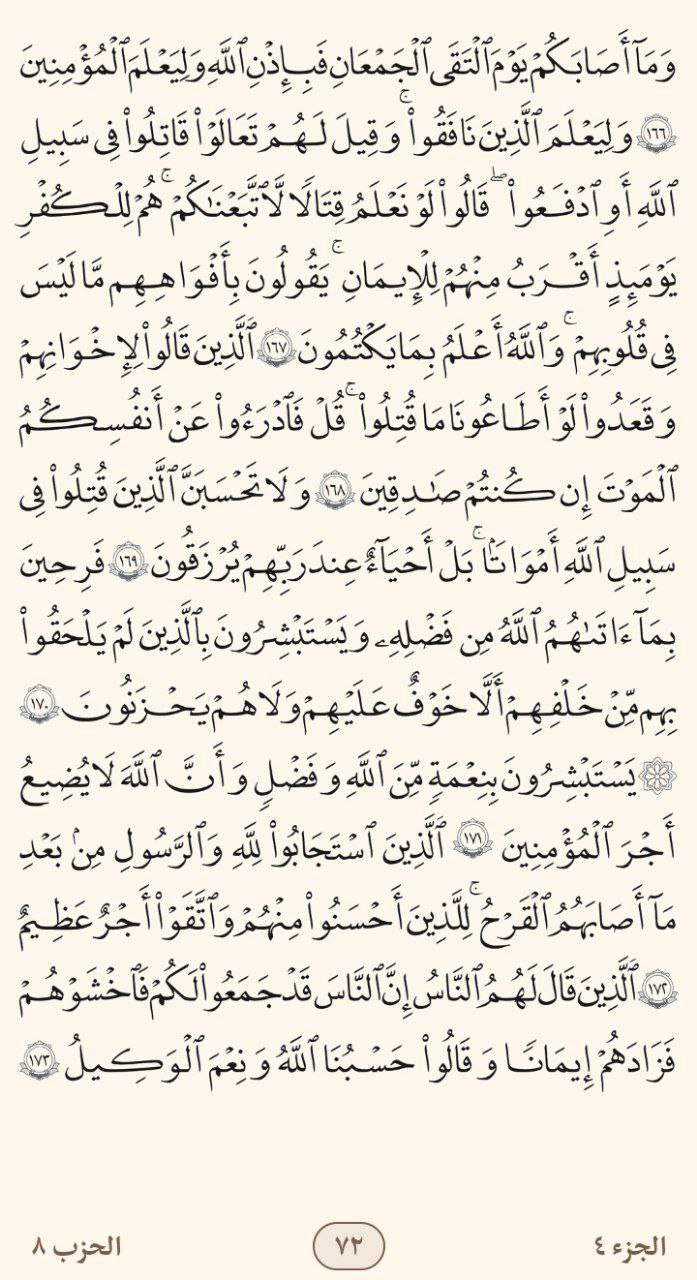 وَمَآ أَصَٰبَكُمۡ يَوۡمَ ٱلۡتَقَى ٱلۡجَمۡعَانِ فَبِإِذۡنِ ٱللَّهِ وَلِيَعۡلَمَ ٱلۡمُؤۡمِنِينَ
١٦٦ وَلِيَعۡلَمَ ٱلَّذِينَ نَافَقُواْۚ وَقِيلَ لَهُمۡ تَعَالَوۡاْ قَٰتِلُواْ فِي سَبِيلِ
ٱللَّهِ أَوِ ٱدۡفَعُواْۖ قَالُواْ لَوۡ نَعۡلَمُ قِتَالٗا لَّٱتَّبَعۡنَٰكُمۡۗ هُمۡ لِلۡكُفۡرِ
يَوۡمَئِذٍ أَقۡرَبُ مِنۡهُمۡ لِلۡإِيمَٰنِۚ يَقُولُونَ بِأَفۡوَٰهِهِم مَّا لَيۡسَ
فِي قُلُوبِهِمۡۚ وَٱللَّهُ أَعۡلَمُ بِمَا يَكۡتُمُونَ ١٦٧ ٱلَّذِينَ قَالُواْ لِإِخۡوَٰنِهِمۡ
وَقَعَدُواْ لَوۡ أَطَاعُونَا مَا قُتِلُواْۗ قُلۡ فَٱدۡرَءُواْ عَنۡ أَنفُسِكُمُ
ٱلۡمَوۡتَ إِن كُنتُمۡ صَٰدِقِينَ ١٦٨ وَلَا تَحۡسَبَنَّ ٱلَّذِينَ قُتِلُواْ فِي
سَبِيلِ ٱللَّهِ أَمۡوَٰتَۢاۚ بَلۡ أَحۡيَآءٌ عِندَ رَبِّهِمۡ يُرۡزَقُونَ ١٦٩ فَرِحِينَ
بِمَآ ءَاتَىٰهُمُ ٱللَّهُ مِن فَضۡلِهِۦ وَيَسۡتَبۡشِرُونَ بِٱلَّذِينَ لَمۡ يَلۡحَقُواْ
بِهِم مِّنۡ خَلۡفِهِمۡ أَلَّا خَوۡفٌ عَلَيۡهِمۡ وَلَا هُمۡ يَحۡزَنُونَ ١٧٠
۞ يَسۡتَبۡشِرُونَ بِنِعۡمَةٖ مِّنَ ٱللَّهِ وَفَضۡلٖ وَأَنَّ ٱللَّهَ لَا يُضِيعُ
أَجۡرَ ٱلۡمُؤۡمِنِينَ ١٧١ ٱلَّذِينَ ٱسۡتَجَابُواْ لِلَّهِ وَٱلرَّسُولِ مِنۢ بَعۡدِ
مَآ أَصَابَهُمُ ٱلۡقَرۡحُۚ لِلَّذِينَ أَحۡسَنُواْ مِنۡهُمۡ وَٱتَّقَوۡاْ أَجۡرٌ عَظِيمٌ
١٧٢ ٱلَّذِينَ قَالَ لَهُمُ ٱلنَّاسُ إِنَّ ٱلنَّاسَ قَدۡ جَمَعُواْ لَكُمۡ فَٱخۡشَوۡهُمۡ
فَزَادَهُمۡ إِيمَٰنٗا وَقَالُواْ حَسۡبُنَا ٱللَّهُ وَنِعۡمَ ٱلۡوَكِيلُ ١٧٣
الجزء ٤ ٧٢ الحزب ٨